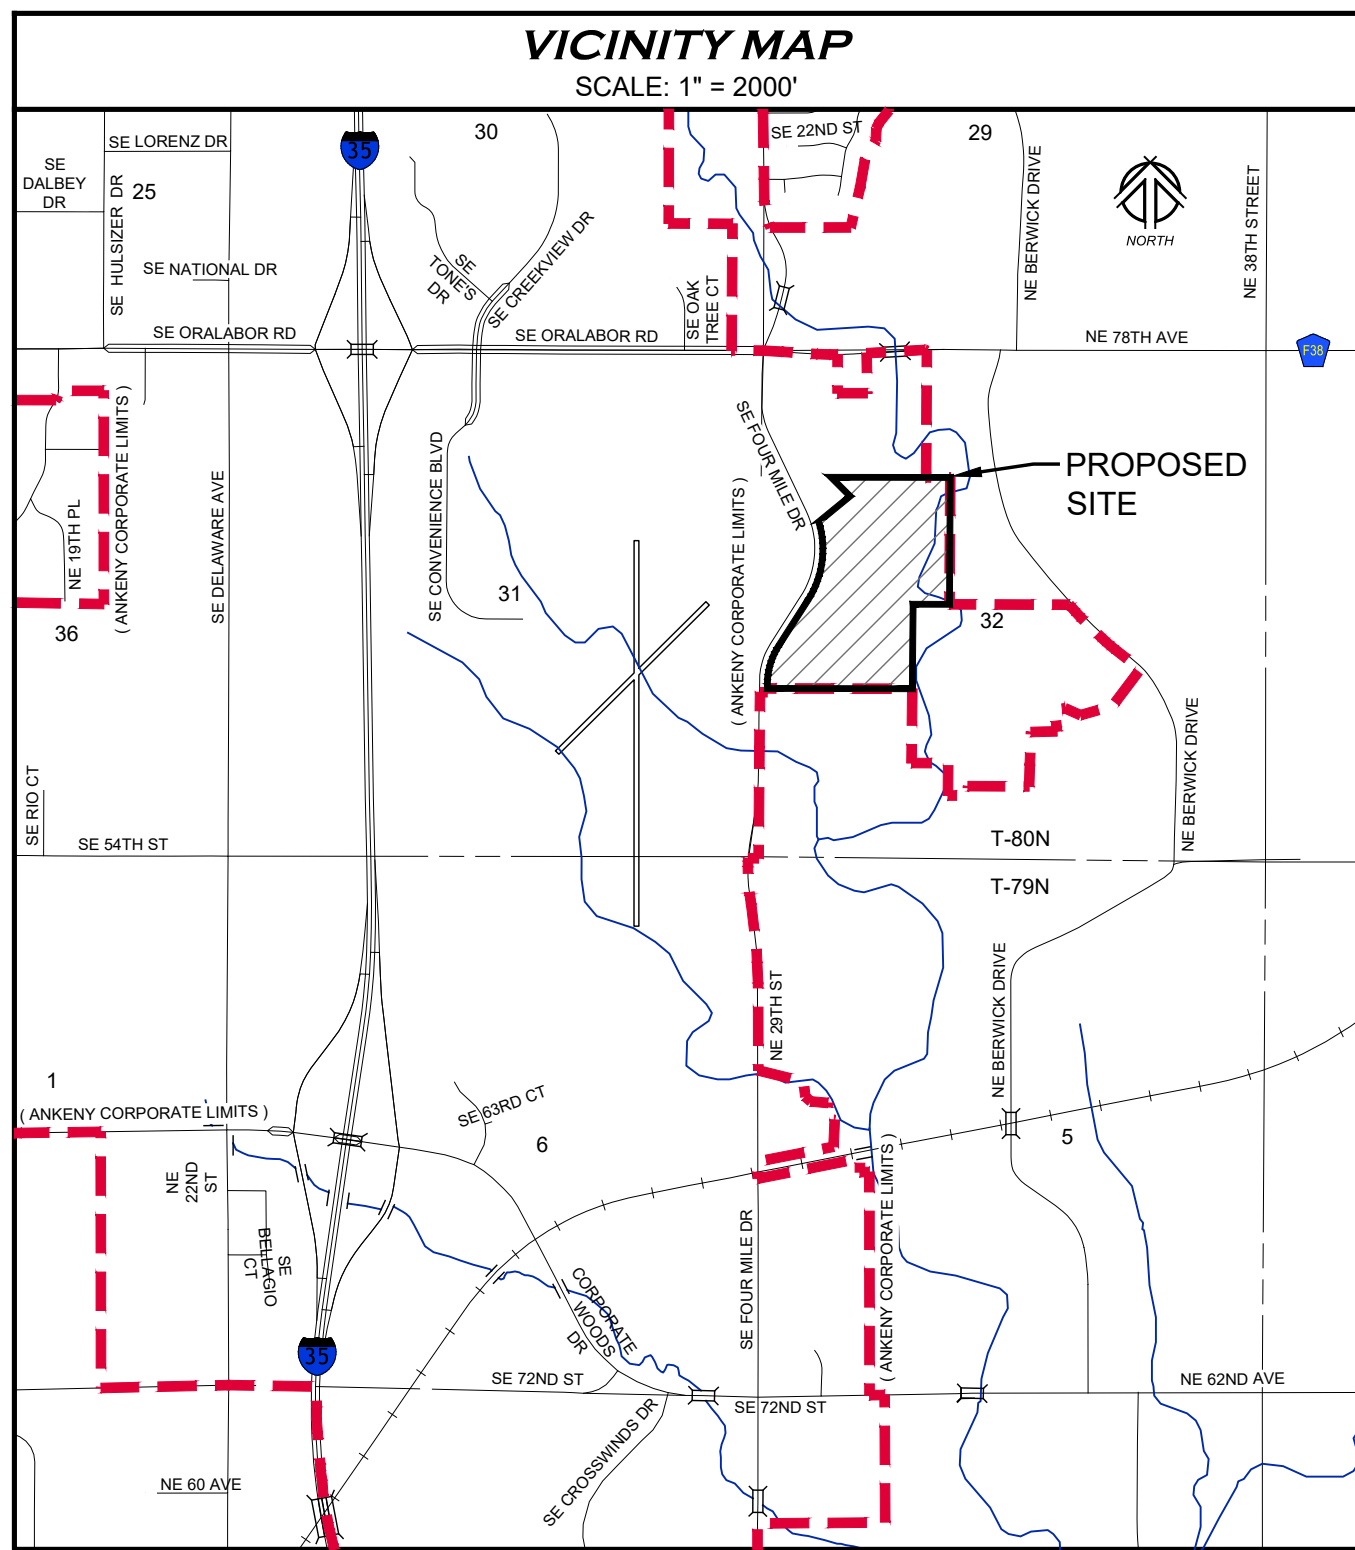 VICINITY MAP
SCALE: 1" = 2000'
SE LORENZ DR
35
30
SE 22ND ST
29
SE
DALBEY
DR
25
SE HULSIZER DR
SE NATIONAL DR
SE
TONE'S
DR
SE CREEKVIEW DR
NE BERWICK DRIVE
NORTH
NE 38TH STREET
SE ORALABOR RD
SE ORALABOR RD
SE OAK
TREE CT
NE 78TH AVE
F38
( ANKENY CORPORATE LIMITS )
SE FOUR MILE DR
PROPOSED
SITE
NE 19TH PL
SE DELAWARE AVE
SE CONVENIENCE BLVD
( ANKENY CORPORATE LIMITS )
31
36
32
NE BERWICK DRIVE
SE RIO CT
SE 54TH ST
T-80N
T-79N
NE 29TH ST
NE BERWICK DRIVE
1
( ANKENY CORPORATE LIMITS )
SE 63RD CT
6
5
NE
22ND
ST
SE
BELLAGIO
CT
SE FOUR MILE DR
( ANKENY CORPORATE LIMITS )
CORPORATE
WOODS
DR
35
SE 72ND ST
SE 72ND ST
NE 62ND AVE
SE CROSSWINDS DR
NE 60 AVE